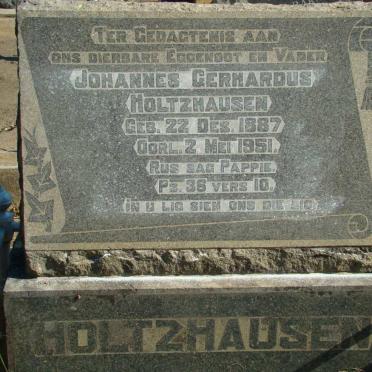 TER GEDAGTENIS AAN
ONS DIERBARE EGGENOOT EN VADER
JOHANNES GERHARDUS
HOLTZHAUSEN
GEB. 22 DES. 1887
OORL. 2 MEI 1951.
RUS SAG PAPPIE.
PS. 36 VERS 10.
IN U LIG SIEN ONS DIE LIG.
HOLTZHAUSEN